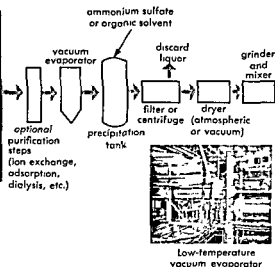 ammonium sulfate
or organic solvent
vacuum
evaporator
discard
liquor
grinder
and
mixer
optional
purification
steps
(ion exchange,
adsorption,
dialysis, etc.)
precipitation
tank
filter or
centrifuge
dryer
(atmospheric
or vacuum)
Low-temperature
vacuum evaporator